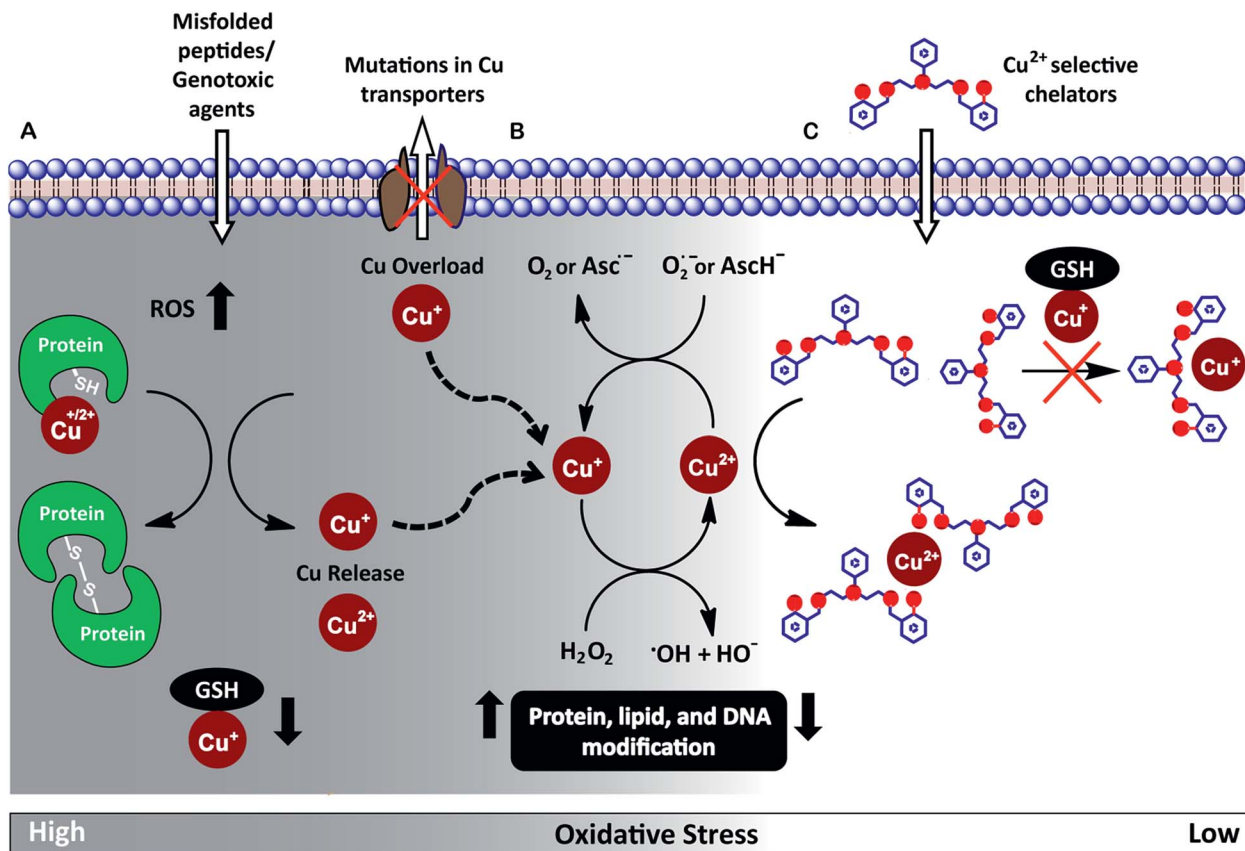 Misfolded
peptides/
Genotoxic
agents
Mutations in Cu
transporters
Cu²⁺ selective
chelators
A
B
C
ROS
Cu Overload
Cu⁺
O₂ or Asc˙⁻
O₂˙⁻ or AscH⁻
GSH
Cu⁺
Cu⁺
Protein
SH
Cu⁺/²⁺
Cu⁺
Cu²⁺
Protein
S
S
Protein
Cu⁺
Cu Release
Cu²⁺
Cu²⁺
H₂O₂
˙OH + HO⁻
GSH
Cu⁺
Protein, lipid, and DNA
modification
High
Oxidative Stress
Low